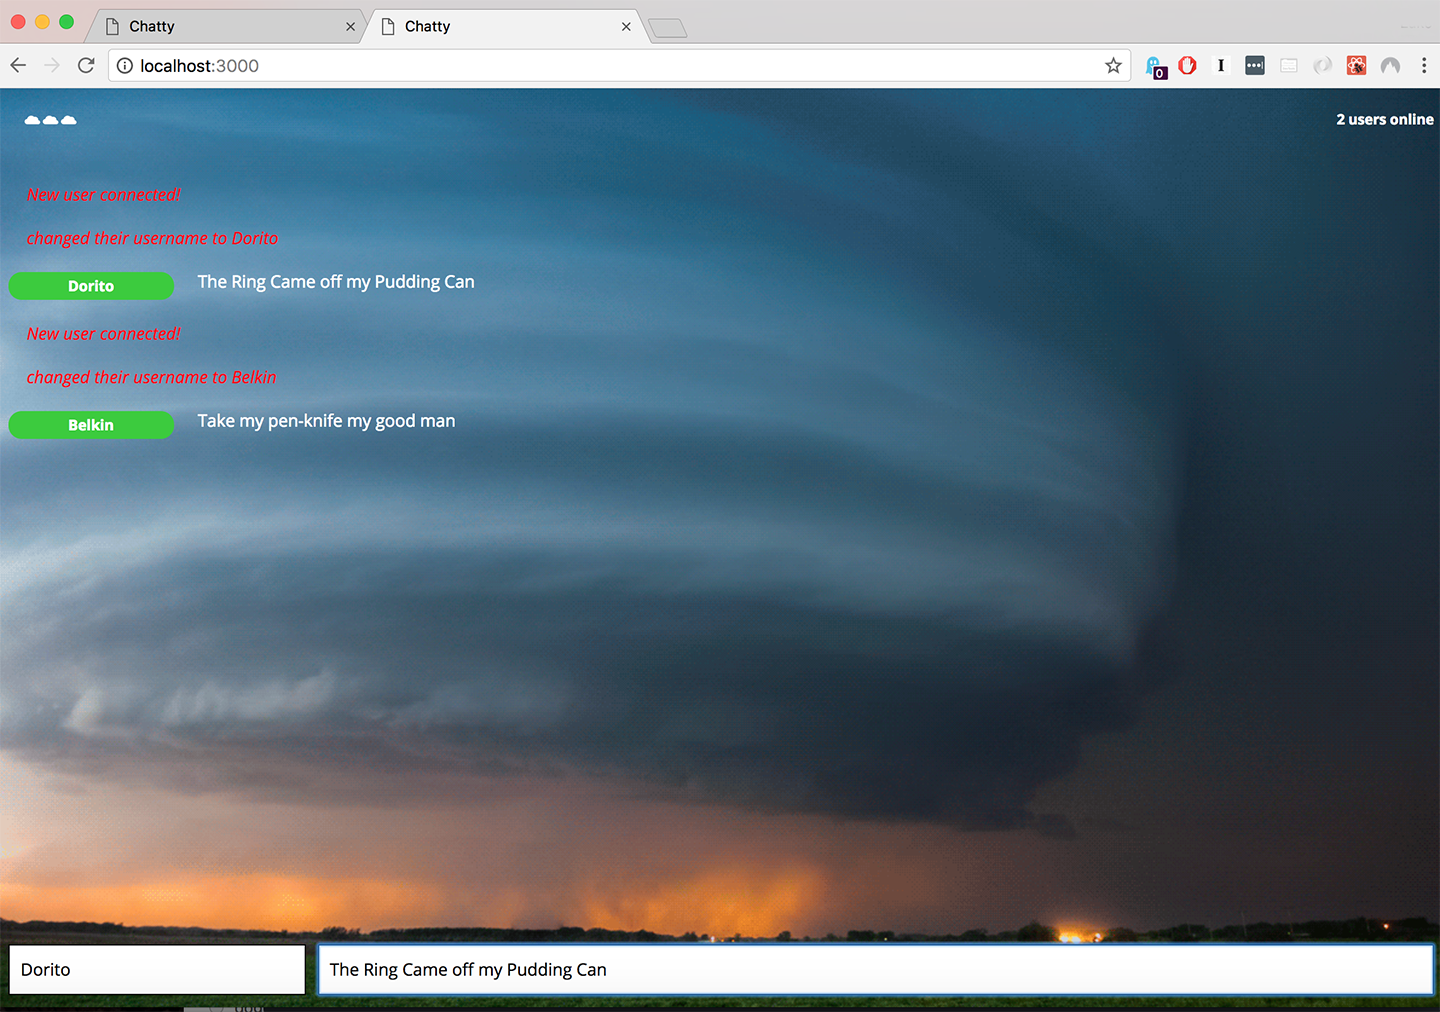 Chatty
Chatty
localhost:3000
0
I
2 users online
New user connected!
changed their username to Dorito
Dorito
The Ring Came off my Pudding Can
New user connected!
changed their username to Belkin
Belkin
Take my pen-knife my good man
Dorito
The Ring Came off my Pudding Can